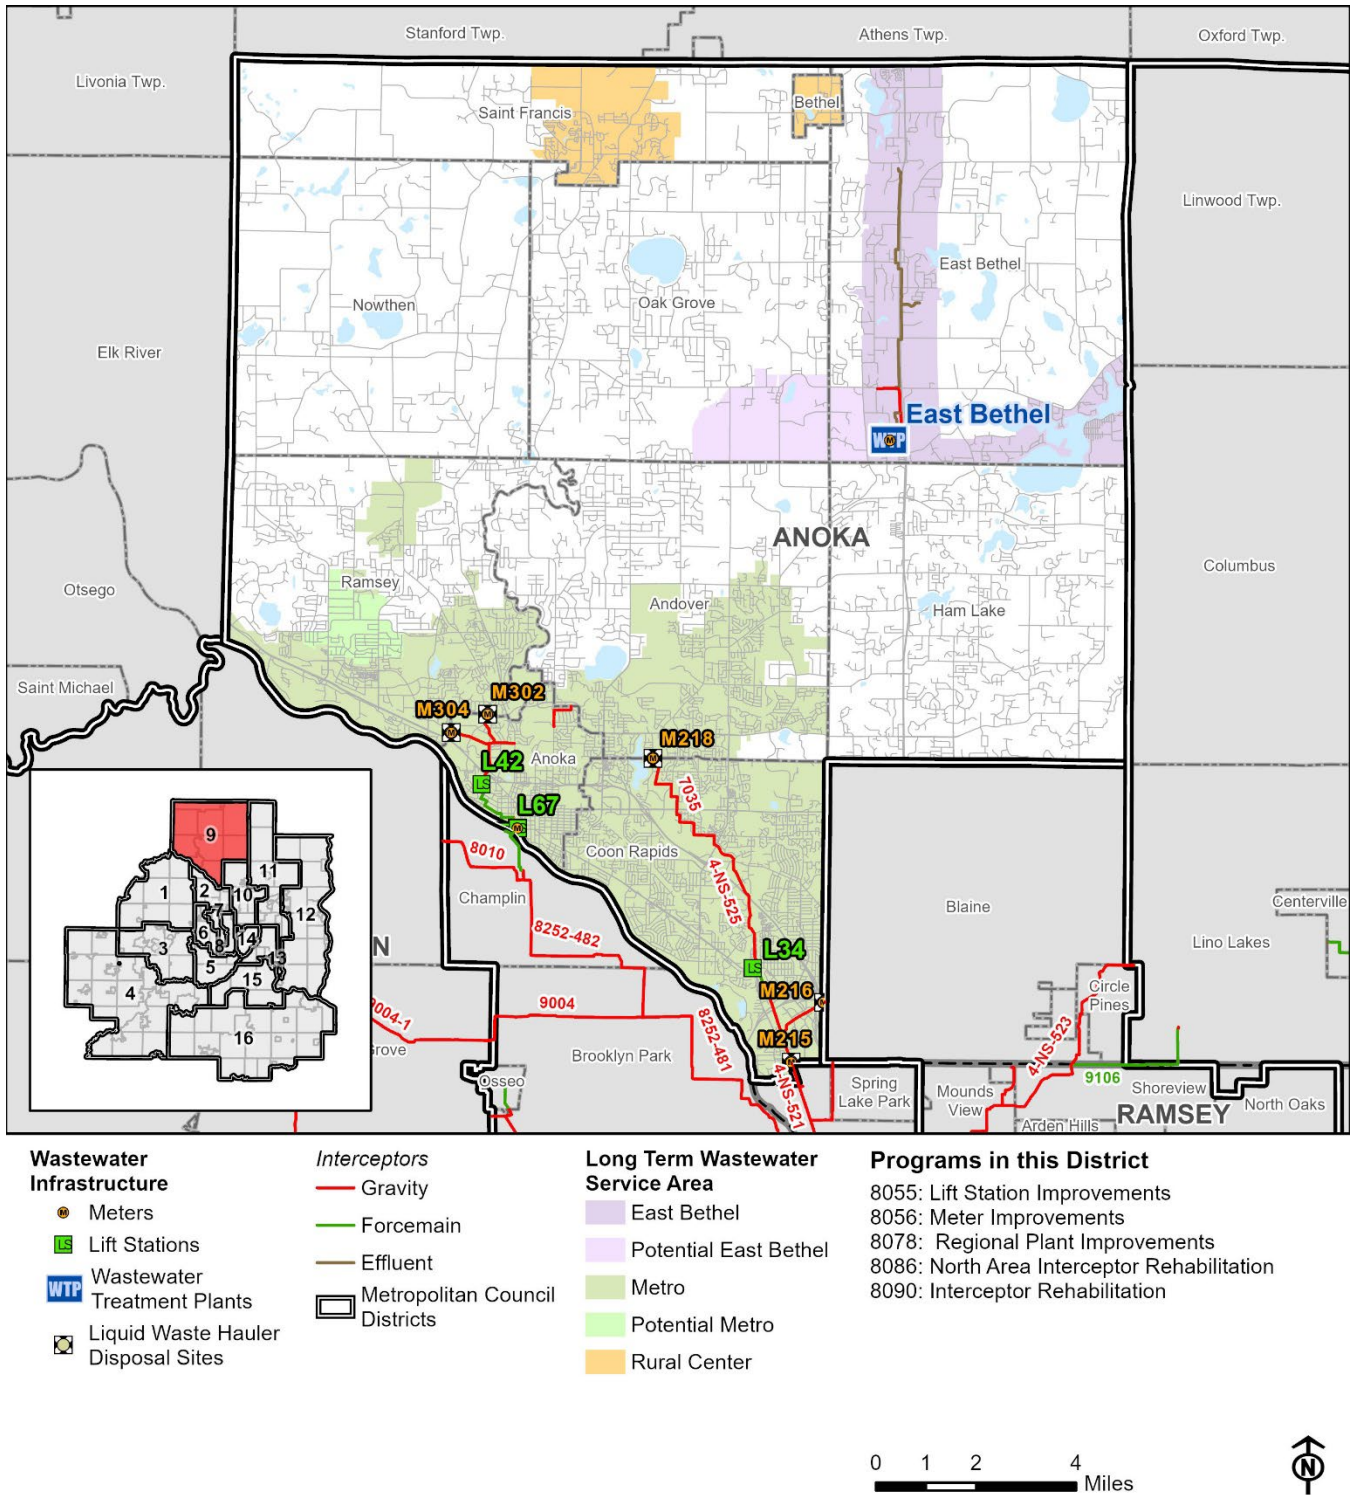 Stanford Twp.
Athens Twp.
Oxford Twp.
Livonia Twp.
Saint Francis
Bethel
Linwood Twp.
East Bethel
Nowthen
Oak Grove
Elk River
East Bethel
WTP
M
ANOKA
Otsego
Ramsey
Andover
Ham Lake
Columbus
Saint Michael
M302
M304
M
M
M218
M
L42
LS
Anoka
7035
L67
M
8010
Coon Rapids
4-NS-525
Champlin
Blaine
Centerville
8252-482
N
L34
LS
Lino Lakes
M216
M
Circle
Pines
9004-1
9004
8252-481
M215
M
4-NS-523
rove
Brooklyn Park
Osseo
4-NS-521
Spring
Lake Park
Mounds
View
9106
Shoreview
North Oaks
Arden Hills
RAMSEY
9
1
2
10
11
7
6
8
14
12
3
5
13
15
4
16
Wastewater
Infrastructure
M Meters
LS Lift Stations
WTP Wastewater
Treatment Plants
Liquid Waste Hauler
Disposal Sites
Interceptors
Gravity
Forcemain
Effluent
Metropolitan Council
Districts
Long Term Wastewater
Service Area
East Bethel
Potential East Bethel
Metro
Potential Metro
Rural Center
Programs in this District
8055: Lift Station Improvements
8056: Meter Improvements
8078: Regional Plant Improvements
8086: North Area Interceptor Rehabilitation
8090: Interceptor Rehabilitation
0 1 2 4
Miles
N